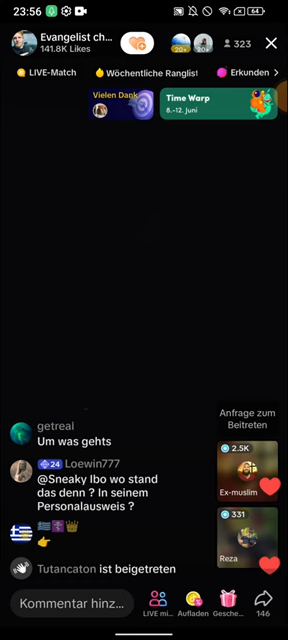 23:56
64
Evangelist ch...
141.8K Likes
20+
20+
323
LIVE-Match
Wöchentliche Ranglist
Erkunden
Vielen Dank
Time Warp
8.-12. Juni
getreal
Um was gehts
24 Loewin777
@Sneaky Ibo wo stand
das denn ? In seinem
Personalausweis ?
Tutancaton ist beigetreten
Anfrage zum
Beitreten
2.5K
Ex-muslim
331
Reza
Kommentar hinz...
LIVE mi...
Aufladen
Gesche...
146